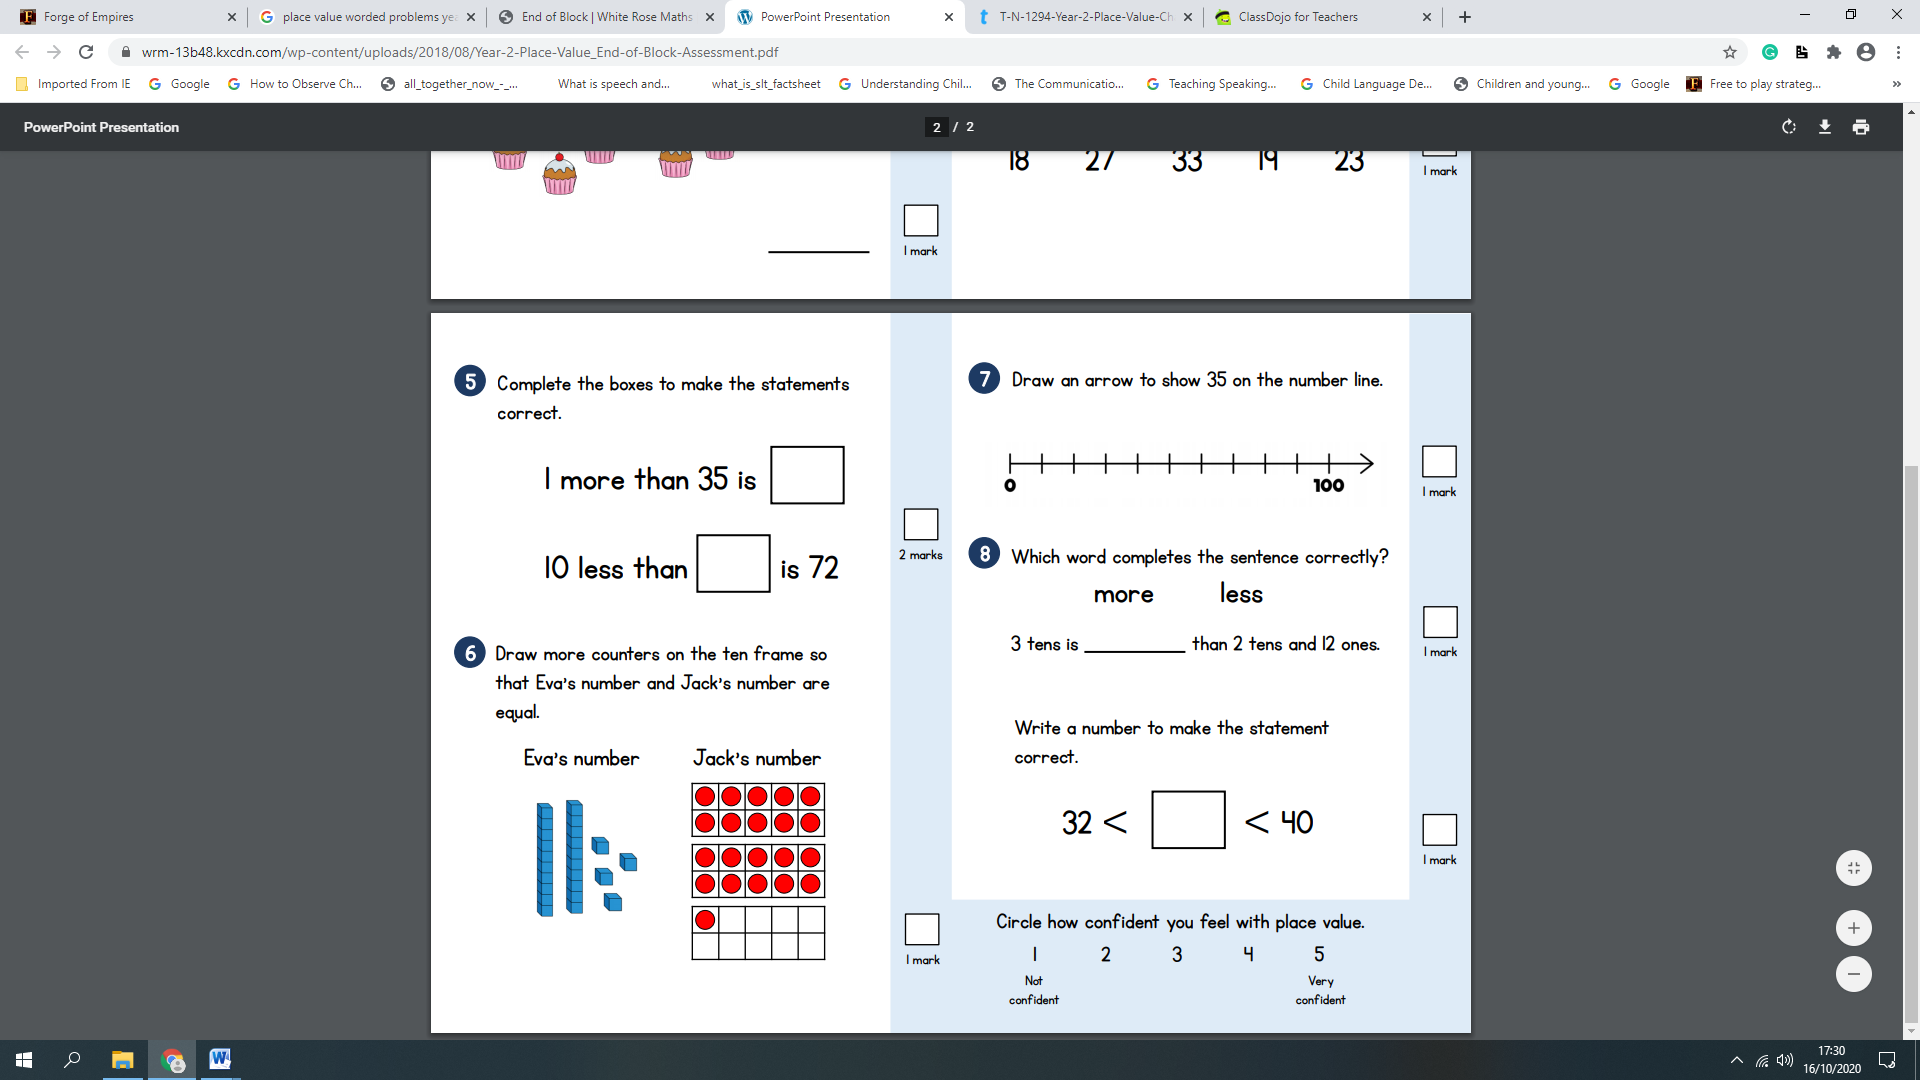 Forge of Empires
place value worded problems yea
End of Block | White Rose Maths
PowerPoint Presentation
T-N-1294-Year-2-Place-Value-Ch
ClassDojo for Teachers
wrm-13b48.kxcdn.com/wp-content/uploads/2018/08/Year-2-Place-Value_End-of-Block-Assessment.pdf
Imported From IE
Google
How to Observe Ch...
all_together_now_-_...
What is speech and...
what_is_slt_factsheet
Understanding Chil...
The Communicatio...
Teaching Speaking...
Child Language De...
Children and young...
Google
Free to play strateg...
»
PowerPoint Presentation
2 / 2
18 27 33 19 23
1 mark
1 mark
5 Complete the boxes to make the statements
correct.
1 more than 35 is
10 less than is 72
2 marks
6 Draw more counters on the ten frame so
that Eva's number and Jack's number are
equal.
Eva's number
Jack's number
1 mark
7 Draw an arrow to show 35 on the number line.
0 100
1 mark
8 Which word completes the sentence correctly?
more less
3 tens is __________ than 2 tens and 12 ones.
1 mark
Write a number to make the statement
correct.
32 < < 40
1 mark
Circle how confident you feel with place value.
1 2 3 4 5
Not
confident
Very
confident
17:30
16/10/2020